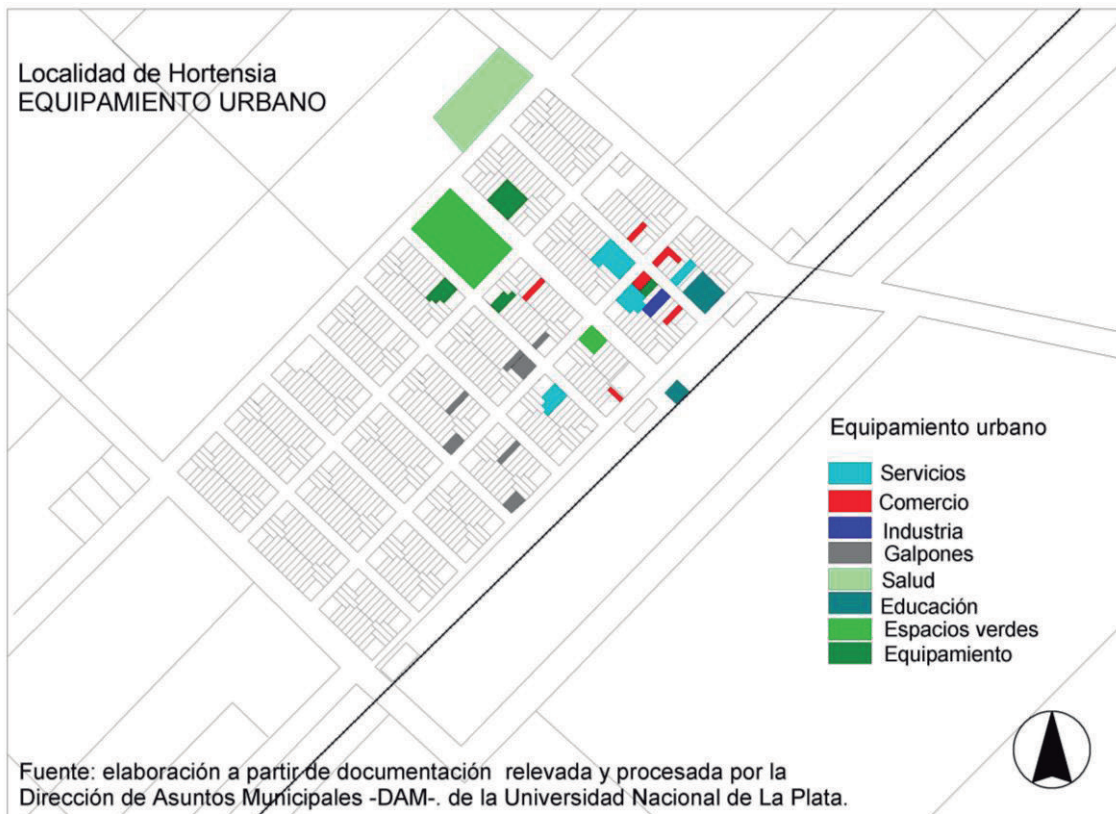 Localidad de Hortensia
EQUIPAMIENTO URBANO
Equipamiento urbano
Servicios
Comercio
Industria
Galpones
Salud
Educación
Espacios verdes
Equipamiento
Fuente: elaboración a partir de documentación relevada y procesada por la
Dirección de Asuntos Municipales -DAM-. de la Universidad Nacional de La Plata.